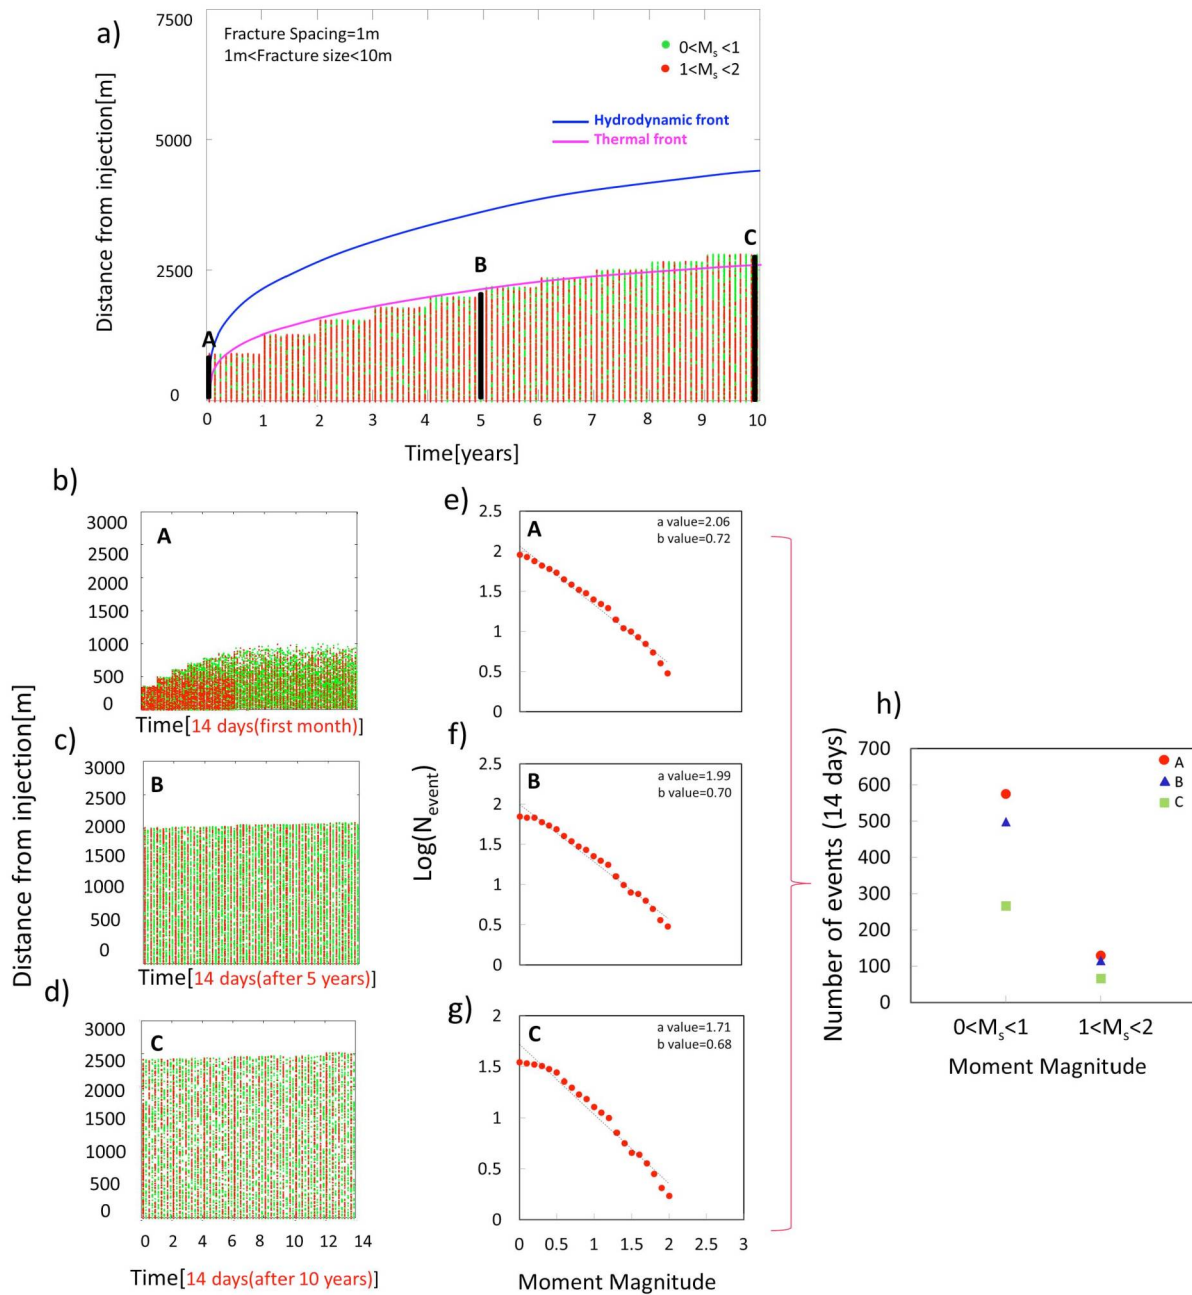 a)
7500
5000
2500
0
Distance from injection[m]
Fracture Spacing=1m
1m<Fracture size<10m
0<Ms <1
1<Ms <2
Hydrodynamic front
Thermal front
A
B
C
0 1 2 3 4 5 6 7 8 9 10
Time[years]
Distance from injection[m]
b)
3000
2500
2000
1500
1000
500
0
A
Time[14 days(first month)]
c)
3000
2500
2000
1500
1000
500
0
B
Time[14 days(after 5 years)]
d)
3000
2500
2000
1500
1000
500
0
C
0 2 4 6 8 10 12 14
Time[14 days(after 10 years)]
Log(Nevent)
e)
2.5
2
1.5
1
0.5
0
A
a value=2.06
b value=0.72
f)
2.5
2
1.5
1
0.5
0
B
a value=1.99
b value=0.70
g)
2
1.5
1
0.5
0
C
a value=1.71
b value=0.68
0 0.5 1 1.5 2 2.5 3
Moment Magnitude
h)
Number of events (14 days)
700
600
500
400
300
200
100
0
A
B
C
0<Ms<1 1<Ms<2
Moment Magnitude